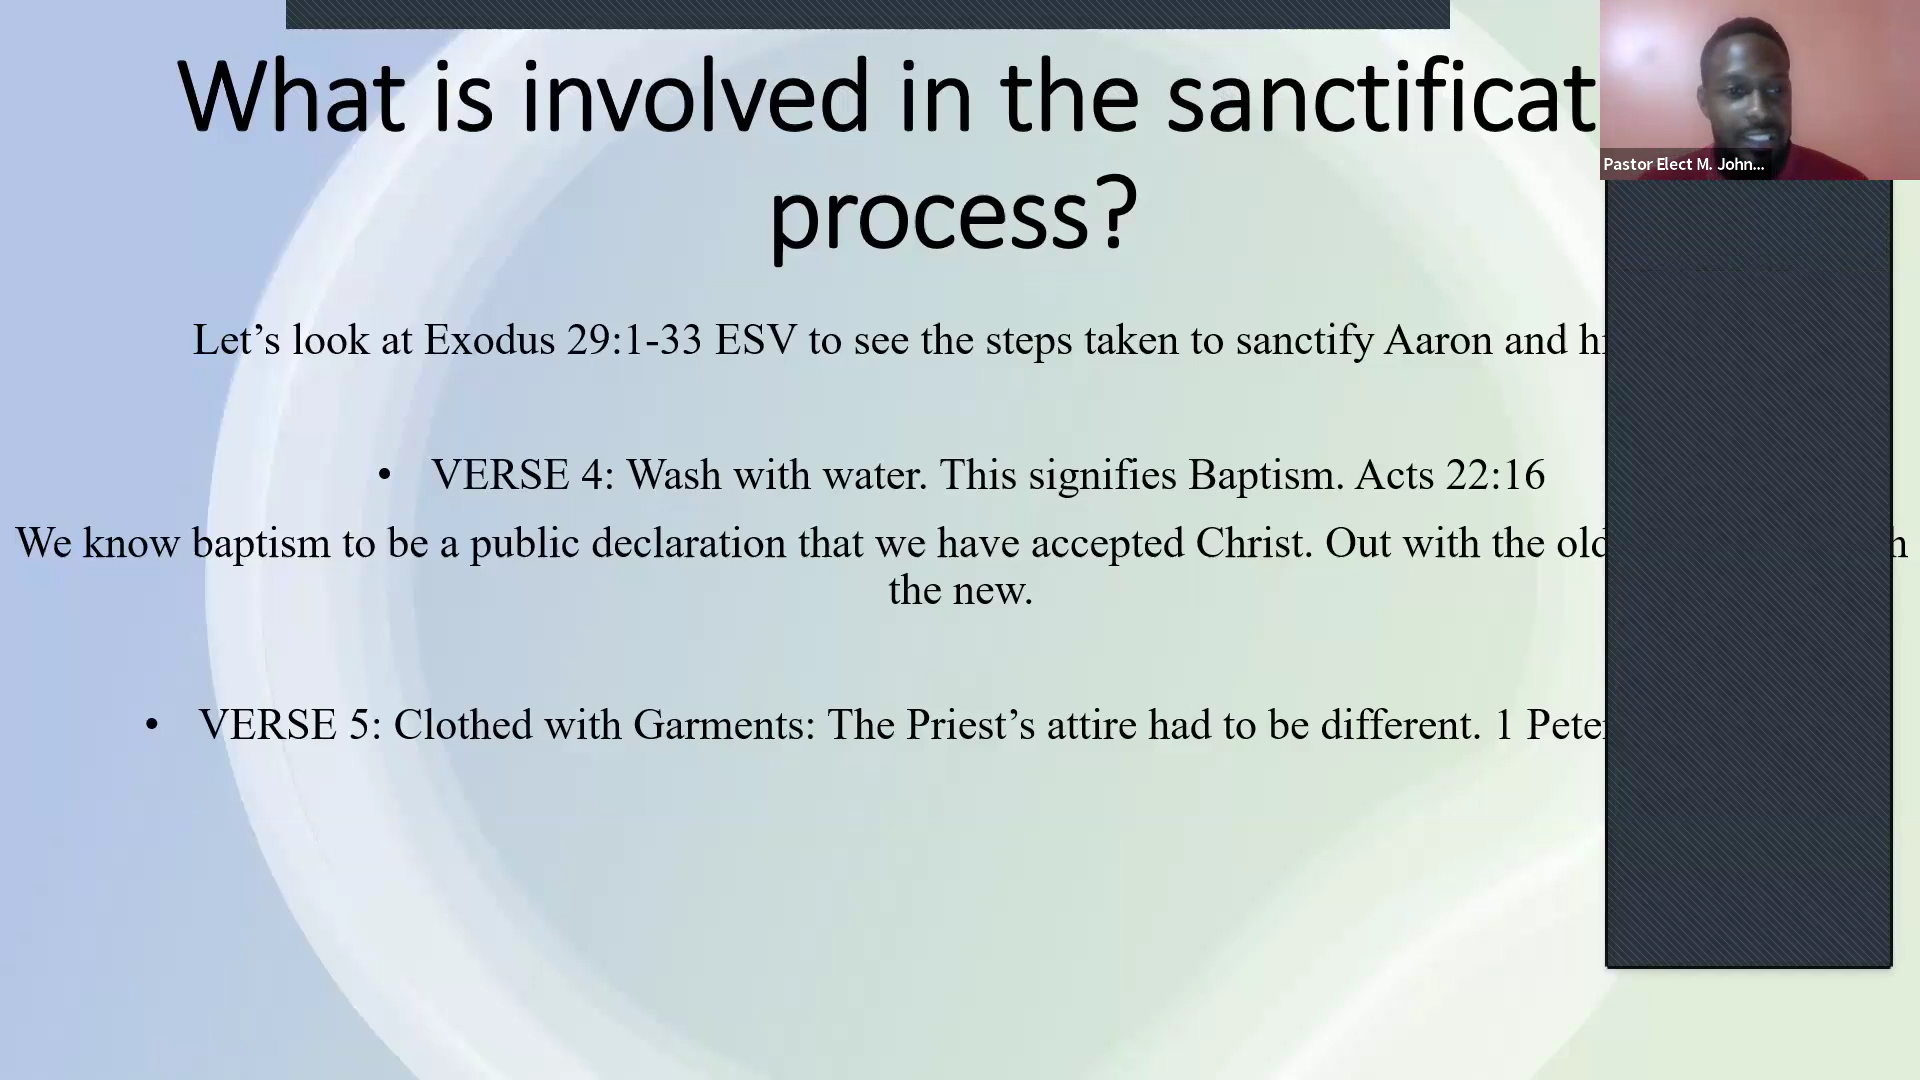 What is involved in the sanctificat
process?
Pastor Elect M. John...
Let’s look at Exodus 29:1-33 ESV to see the steps taken to sanctify Aaron and
• VERSE 4: Wash with water. This signifies Baptism. Acts 22:16
We know baptism to be a public declaration that we have accepted Christ. Out with the old
the new.
• VERSE 5: Clothed with Garments: The Priest’s attire had to be different. 1 Peter